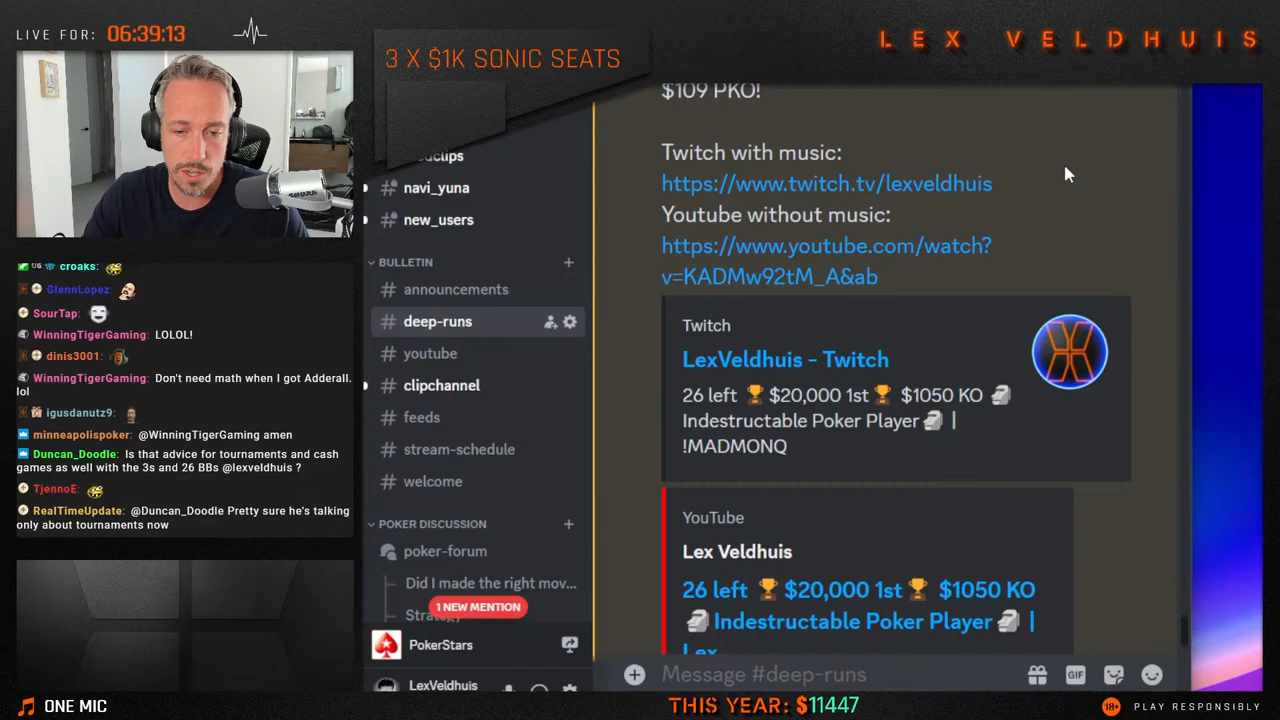 LIVE FOR: 06:39:13
3 X $1K SONIC SEATS
LEX VELDHUIS
croaks:
GlennLopez:
SourTap:
WinningTigerGaming: LOLOL!
dinis3001:
WinningTigerGaming: Don't need math when I got Adderall.
lol
igusdanutz9:
minneapolispoker: @WinningTigerGaming amen
Duncan_Doodle: Is that advice for tournaments and cash
games as well with the 3s and 26 BBs @lexveldhuis ?
TjennoE:
RealTimeUpdate: @Duncan_Doodle Pretty sure he's talking
only about tournaments now
# navi_yuna
# new_users
BULLETIN
# announcements
# deep-runs
# youtube
# clipchannel
# feeds
# stream-schedule
# welcome
POKER DISCUSSION
poker-forum
Did I made the right mov...
1 NEW MENTION
PokerStars
LexVeldhuis
$109 PKO!
Twitch with music:
https://www.twitch.tv/lexveldhuis
Youtube without music:
https://www.youtube.com/watch?
v=KADMw92tM_A&ab
Twitch
LexVeldhuis - Twitch
26 left 🏆 $20,000 1st 🏆 $1050 KO 🗿
Indestructable Poker Player 🗿 |
!MADMONQ
YouTube
Lex Veldhuis
26 left 🏆 $20,000 1st 🏆 $1050 KO
🗿 Indestructable Poker Player 🗿 |
Lex
Message #deep-runs
GIF
ONE MIC
THIS YEAR: $11447
18+ PLAY RESPONSIBLY